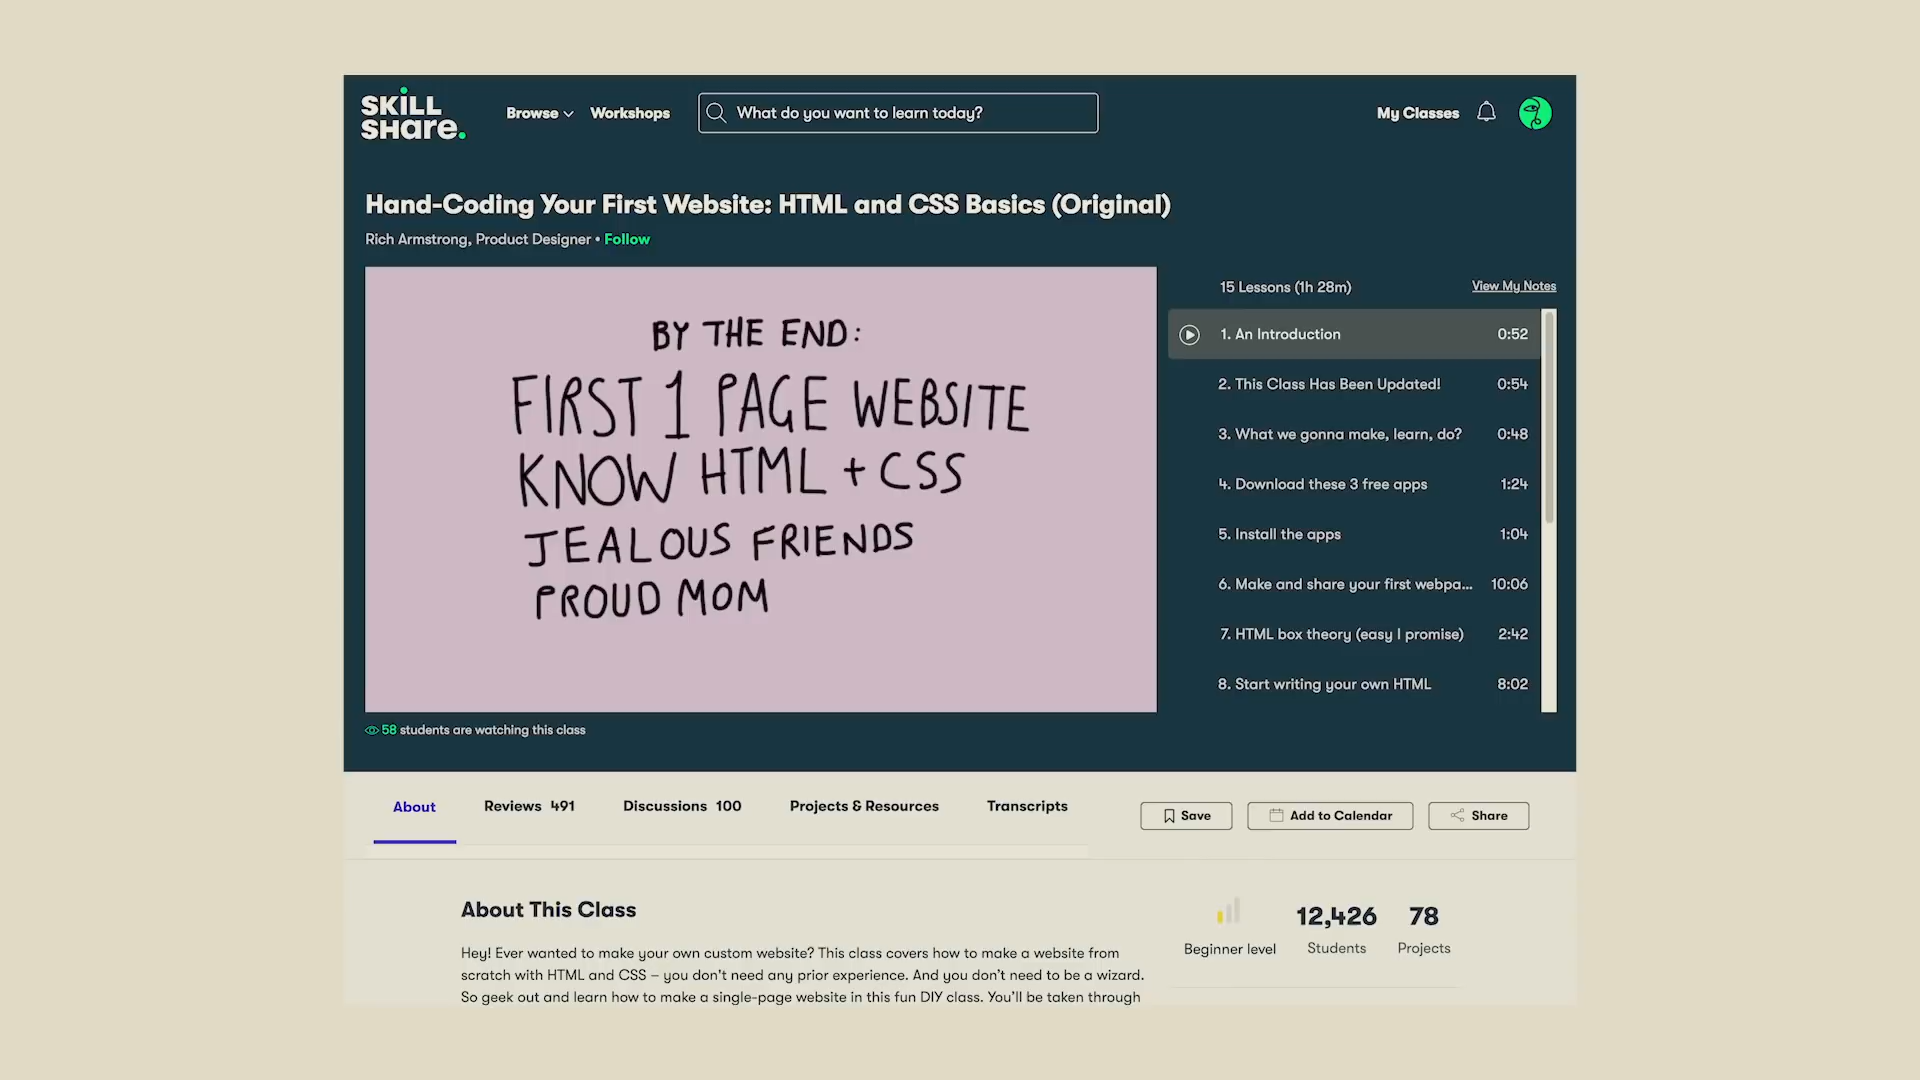 SKILL
SHare.
Browse
Workshops
What do you want to learn today?
My Classes
Hand-Coding Your First Website: HTML and CSS Basics (Original)
Rich Armstrong, Product Designer • Follow
BY THE END:
FIRST 1 PAGE WEBSITE
KNOW HTML + CSS
JEALOUS FRIENDS
PROUD MOM
15 Lessons (1h 28m)
View My Notes
1. An Introduction 0:52
2. This Class Has Been Updated! 0:54
3. What we gonna make, learn, do? 0:48
4. Download these 3 free apps 1:24
5. Install the apps 1:04
6. Make and share your first webpa... 10:06
7. HTML box theory (easy I promise) 2:42
8. Start writing your own HTML 8:02
58 students are watching this class
About
Reviews 491
Discussions 100
Projects & Resources
Transcripts
Save
Add to Calendar
Share
About This Class
Hey! Ever wanted to make your own custom website? This class covers how to make a website from
scratch with HTML and CSS – you don't need any prior experience. And you don’t need to be a wizard.
So geek out and learn how to make a single-page website in this fun DIY class. You’ll be taken through
Beginner level
12,426
Students
78
Projects